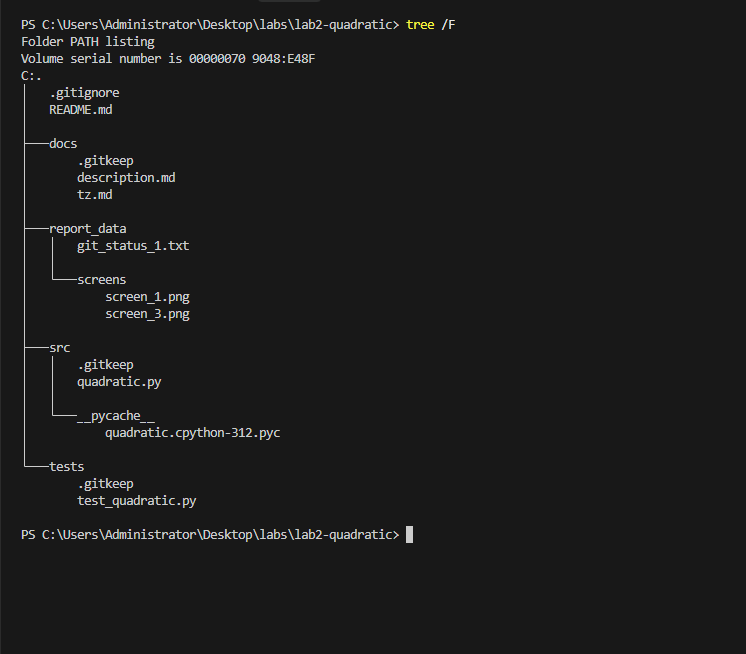 PS C:\Users\Administrator\Desktop\labs\lab2-quadratic> tree /F
Folder PATH listing
Volume serial number is 00000070 9048:E48F
C:.
│   .gitignore
│   README.md
│
├───docs
│       .gitkeep
│       description.md
│       tz.md
│
├───report_data
│   │   git_status_1.txt
│   │
│   └───screens
│           screen_1.png
│           screen_3.png
│
├───src
│   │   .gitkeep
│   │   quadratic.py
│   │
│   └───__pycache__
│           quadratic.cpython-312.pyc
│
└───tests
        .gitkeep
        test_quadratic.py

PS C:\Users\Administrator\Desktop\labs\lab2-quadratic>